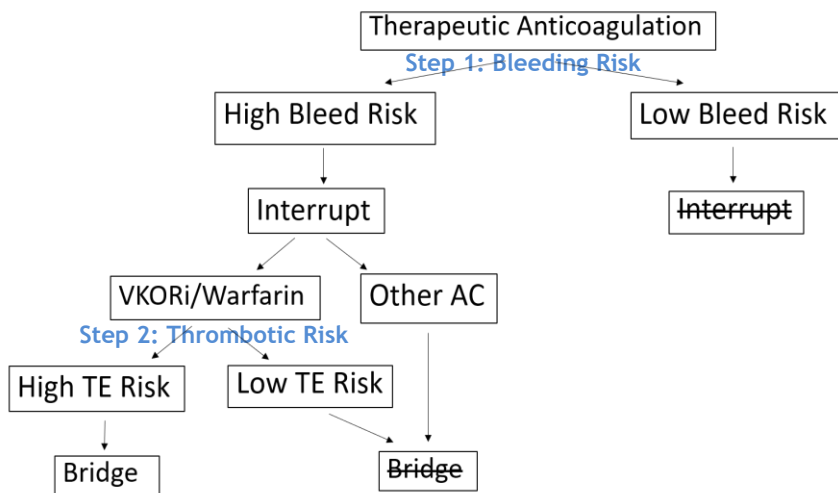 Therapeutic Anticoagulation
Step 1: Bleeding Risk
High Bleed Risk
Low Bleed Risk
Interrupt
Interrupt
VKORi/Warfarin
Other AC
Step 2: Thrombotic Risk
High TE Risk
Low TE Risk
Bridge
Bridge